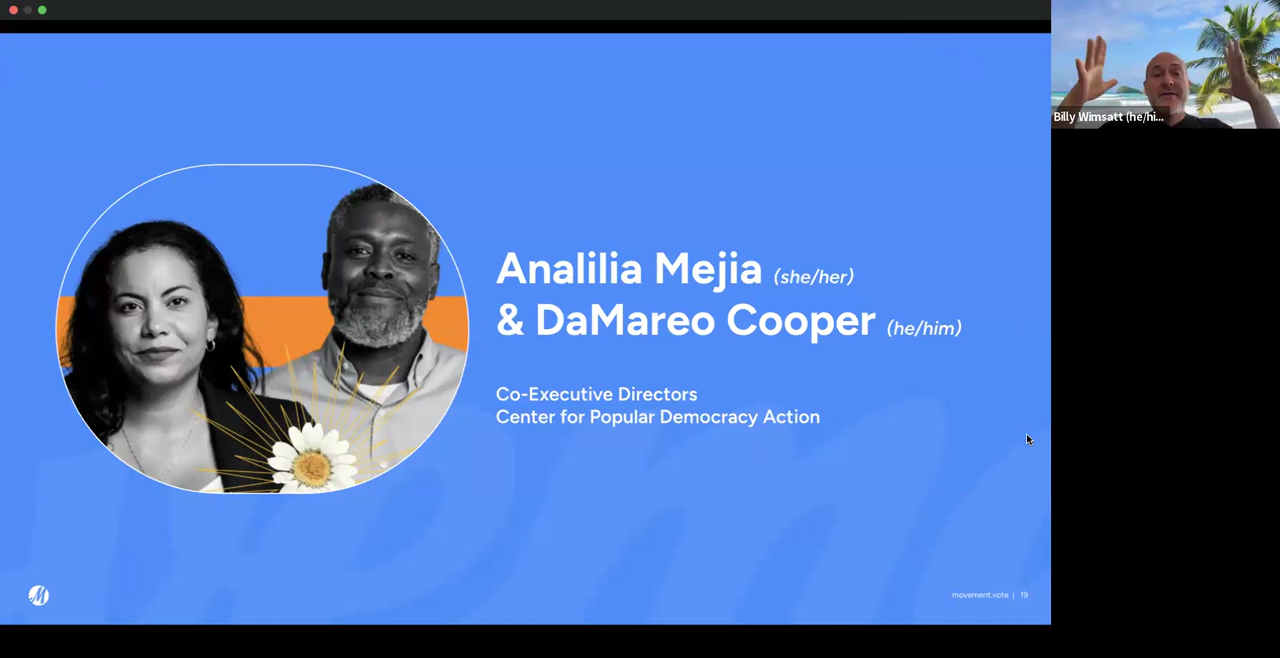 Billy Wimsatt (he/hi...
Analilia Mejia (she/her)
& DaMareo Cooper (he/him)
Co-Executive Directors
Center for Popular Democracy Action
movement.vote | 19